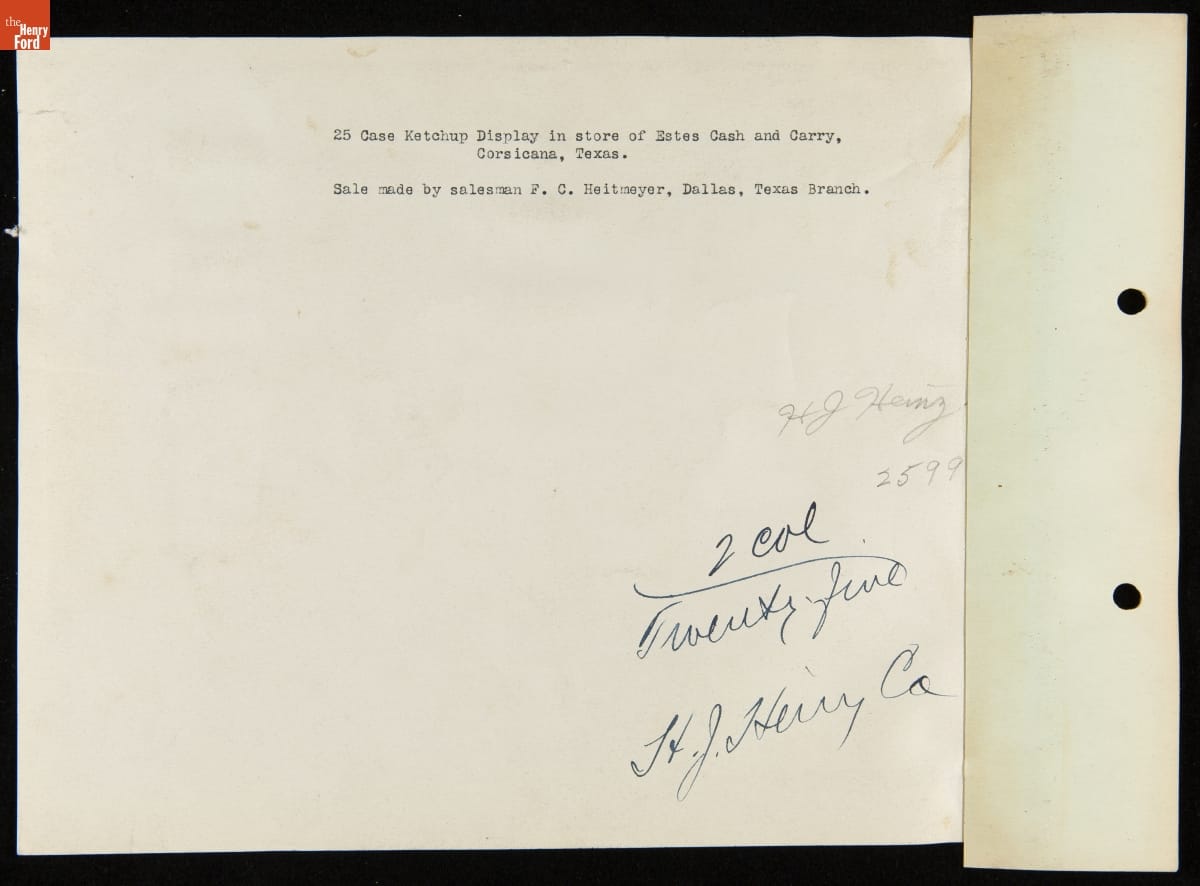 the
Henry
Ford
25 Case Ketchup Display in store of Estes Cash and Carry,
Corsicana, Texas.
Sale made by salesman F. C. Heitmeyer, Dallas, Texas Branch.
H J Heinz
2599
2 col
Twenty-five
H. J. Heinz Co